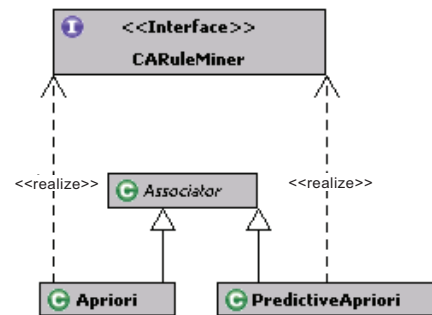 <<Interface>>
CARuleMiner
<<realize>>
<<realize>>
Associator
Apriori
PredictiveApriori